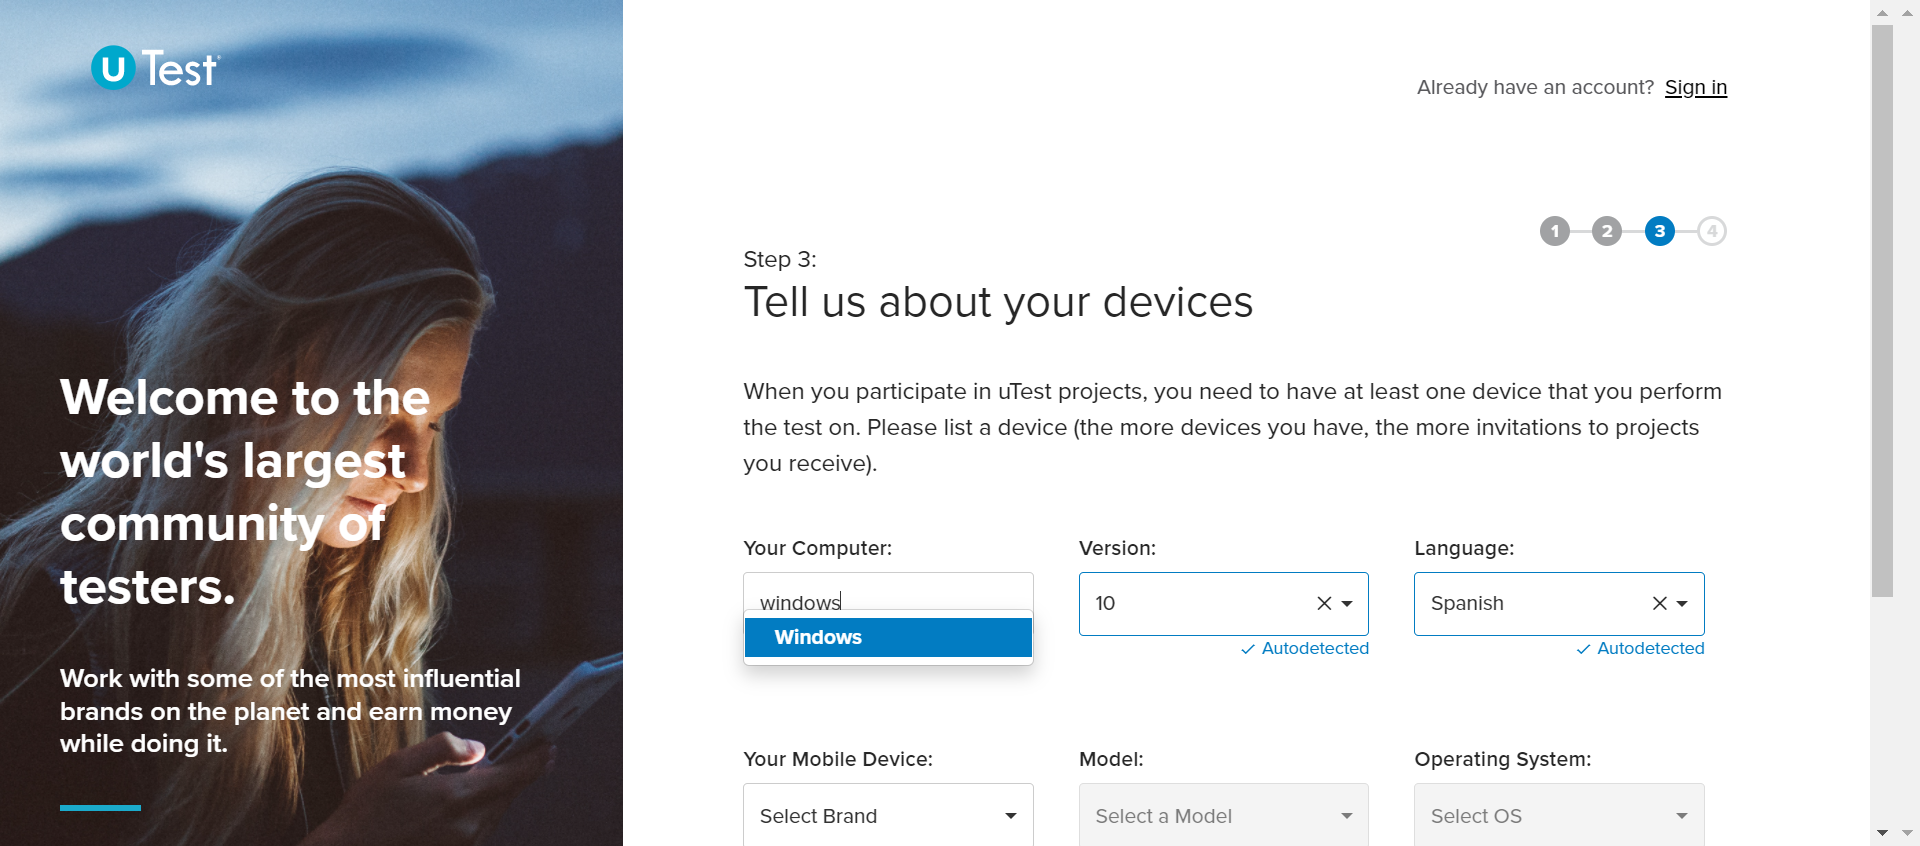 uTest
Welcome to the
world's largest
community of
testers.
Work with some of the most influential
brands on the planet and earn money
while doing it.
Already have an account? Sign in
1 2 3 4
Step 3:
Tell us about your devices
When you participate in uTest projects, you need to have at least one device that you perform
the test on. Please list a device (the more devices you have, the more invitations to projects
you receive).
Your Computer: Version: Language:
windows 10 Spanish
Windows
Autodetected Autodetected
Your Mobile Device: Model: Operating System:
Select Brand Select a Model Select OS